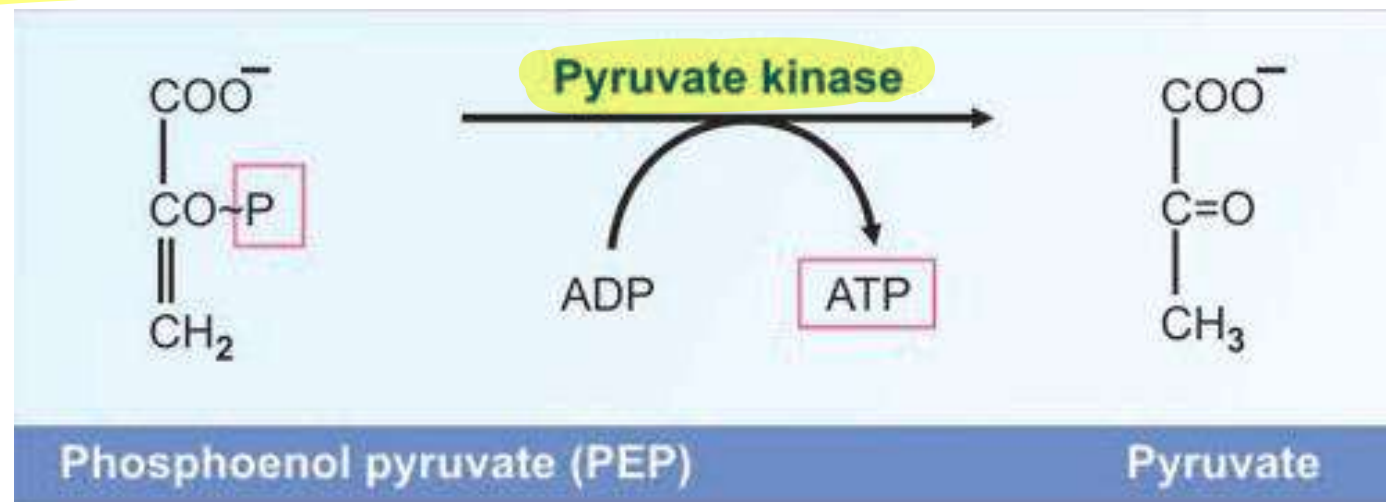 Pyruvate kinase
COO⁻
COO⁻
CO~P
C=O
ADP
ATP
CH₂
CH₃
Phosphoenol pyruvate (PEP)
Pyruvate